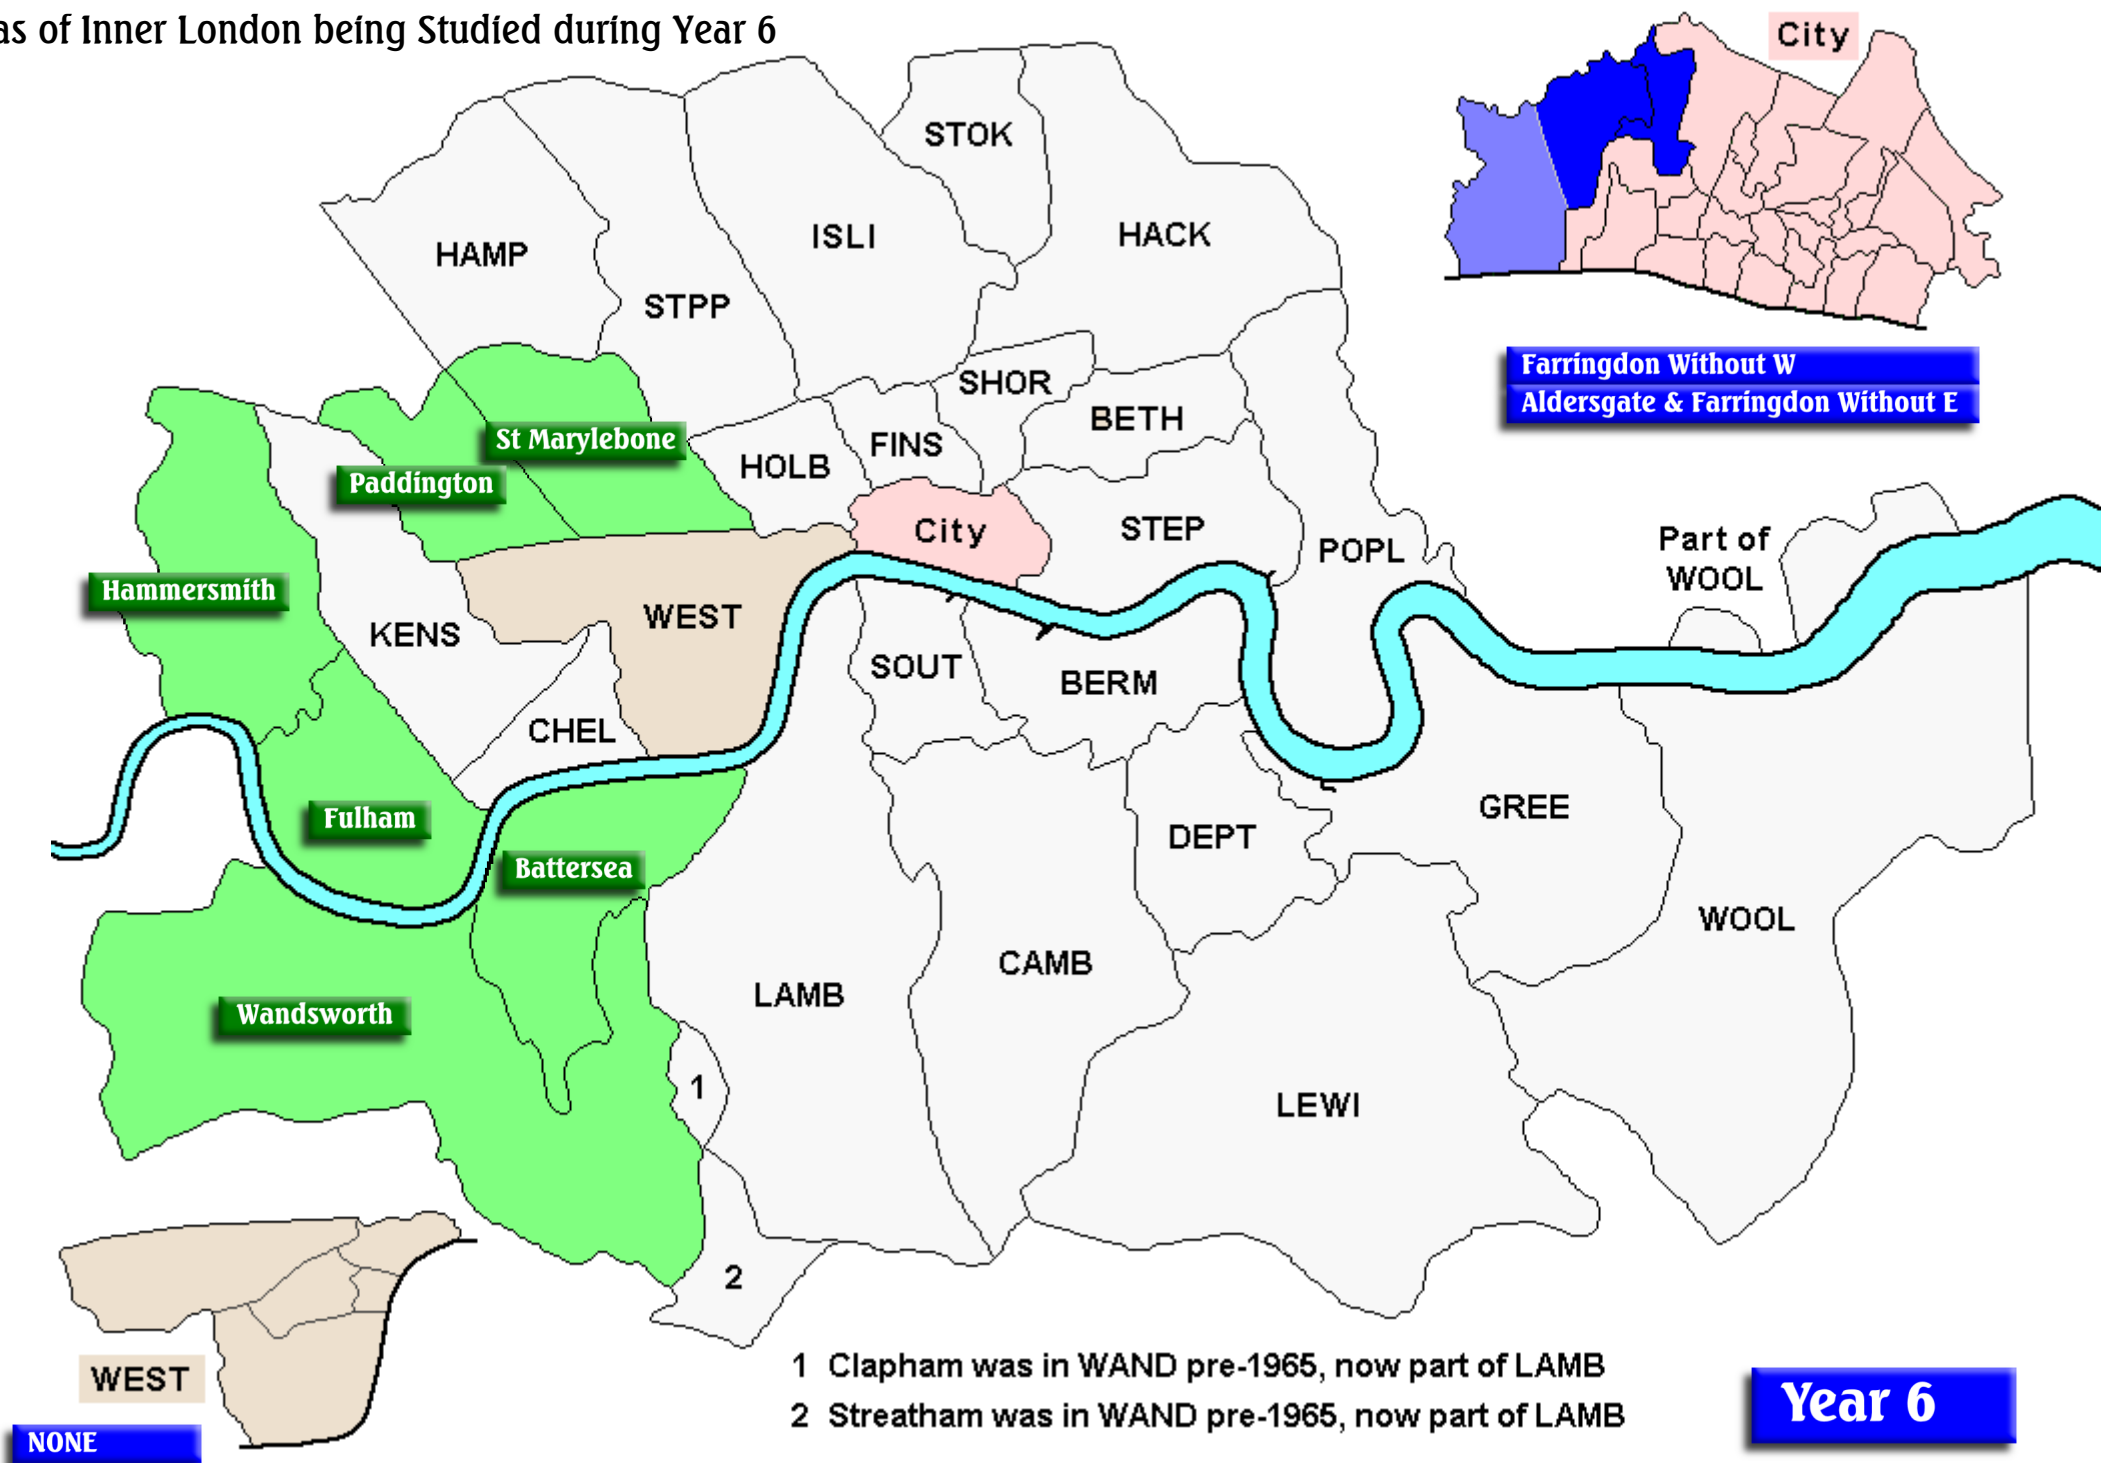 as of Inner London being Studied during Year 6
City
STOK
HAMP
ISLI
HACK
STPP
Farringdon Without W
Aldersgate & Farringdon Without E
SHOR
BETH
St Marylebone
FINS
HOLB
Paddington
City
STEP
POPL
Part of
WOOL
Hammersmith
WEST
KENS
SOUT
BERM
CHEL
GREE
Fulham
DEPT
Battersea
WOOL
CAMB
LAMB
Wandsworth
1
LEWI
2
WEST
1 Clapham was in WAND pre-1965, now part of LAMB
2 Streatham was in WAND pre-1965, now part of LAMB
Year 6
NONE